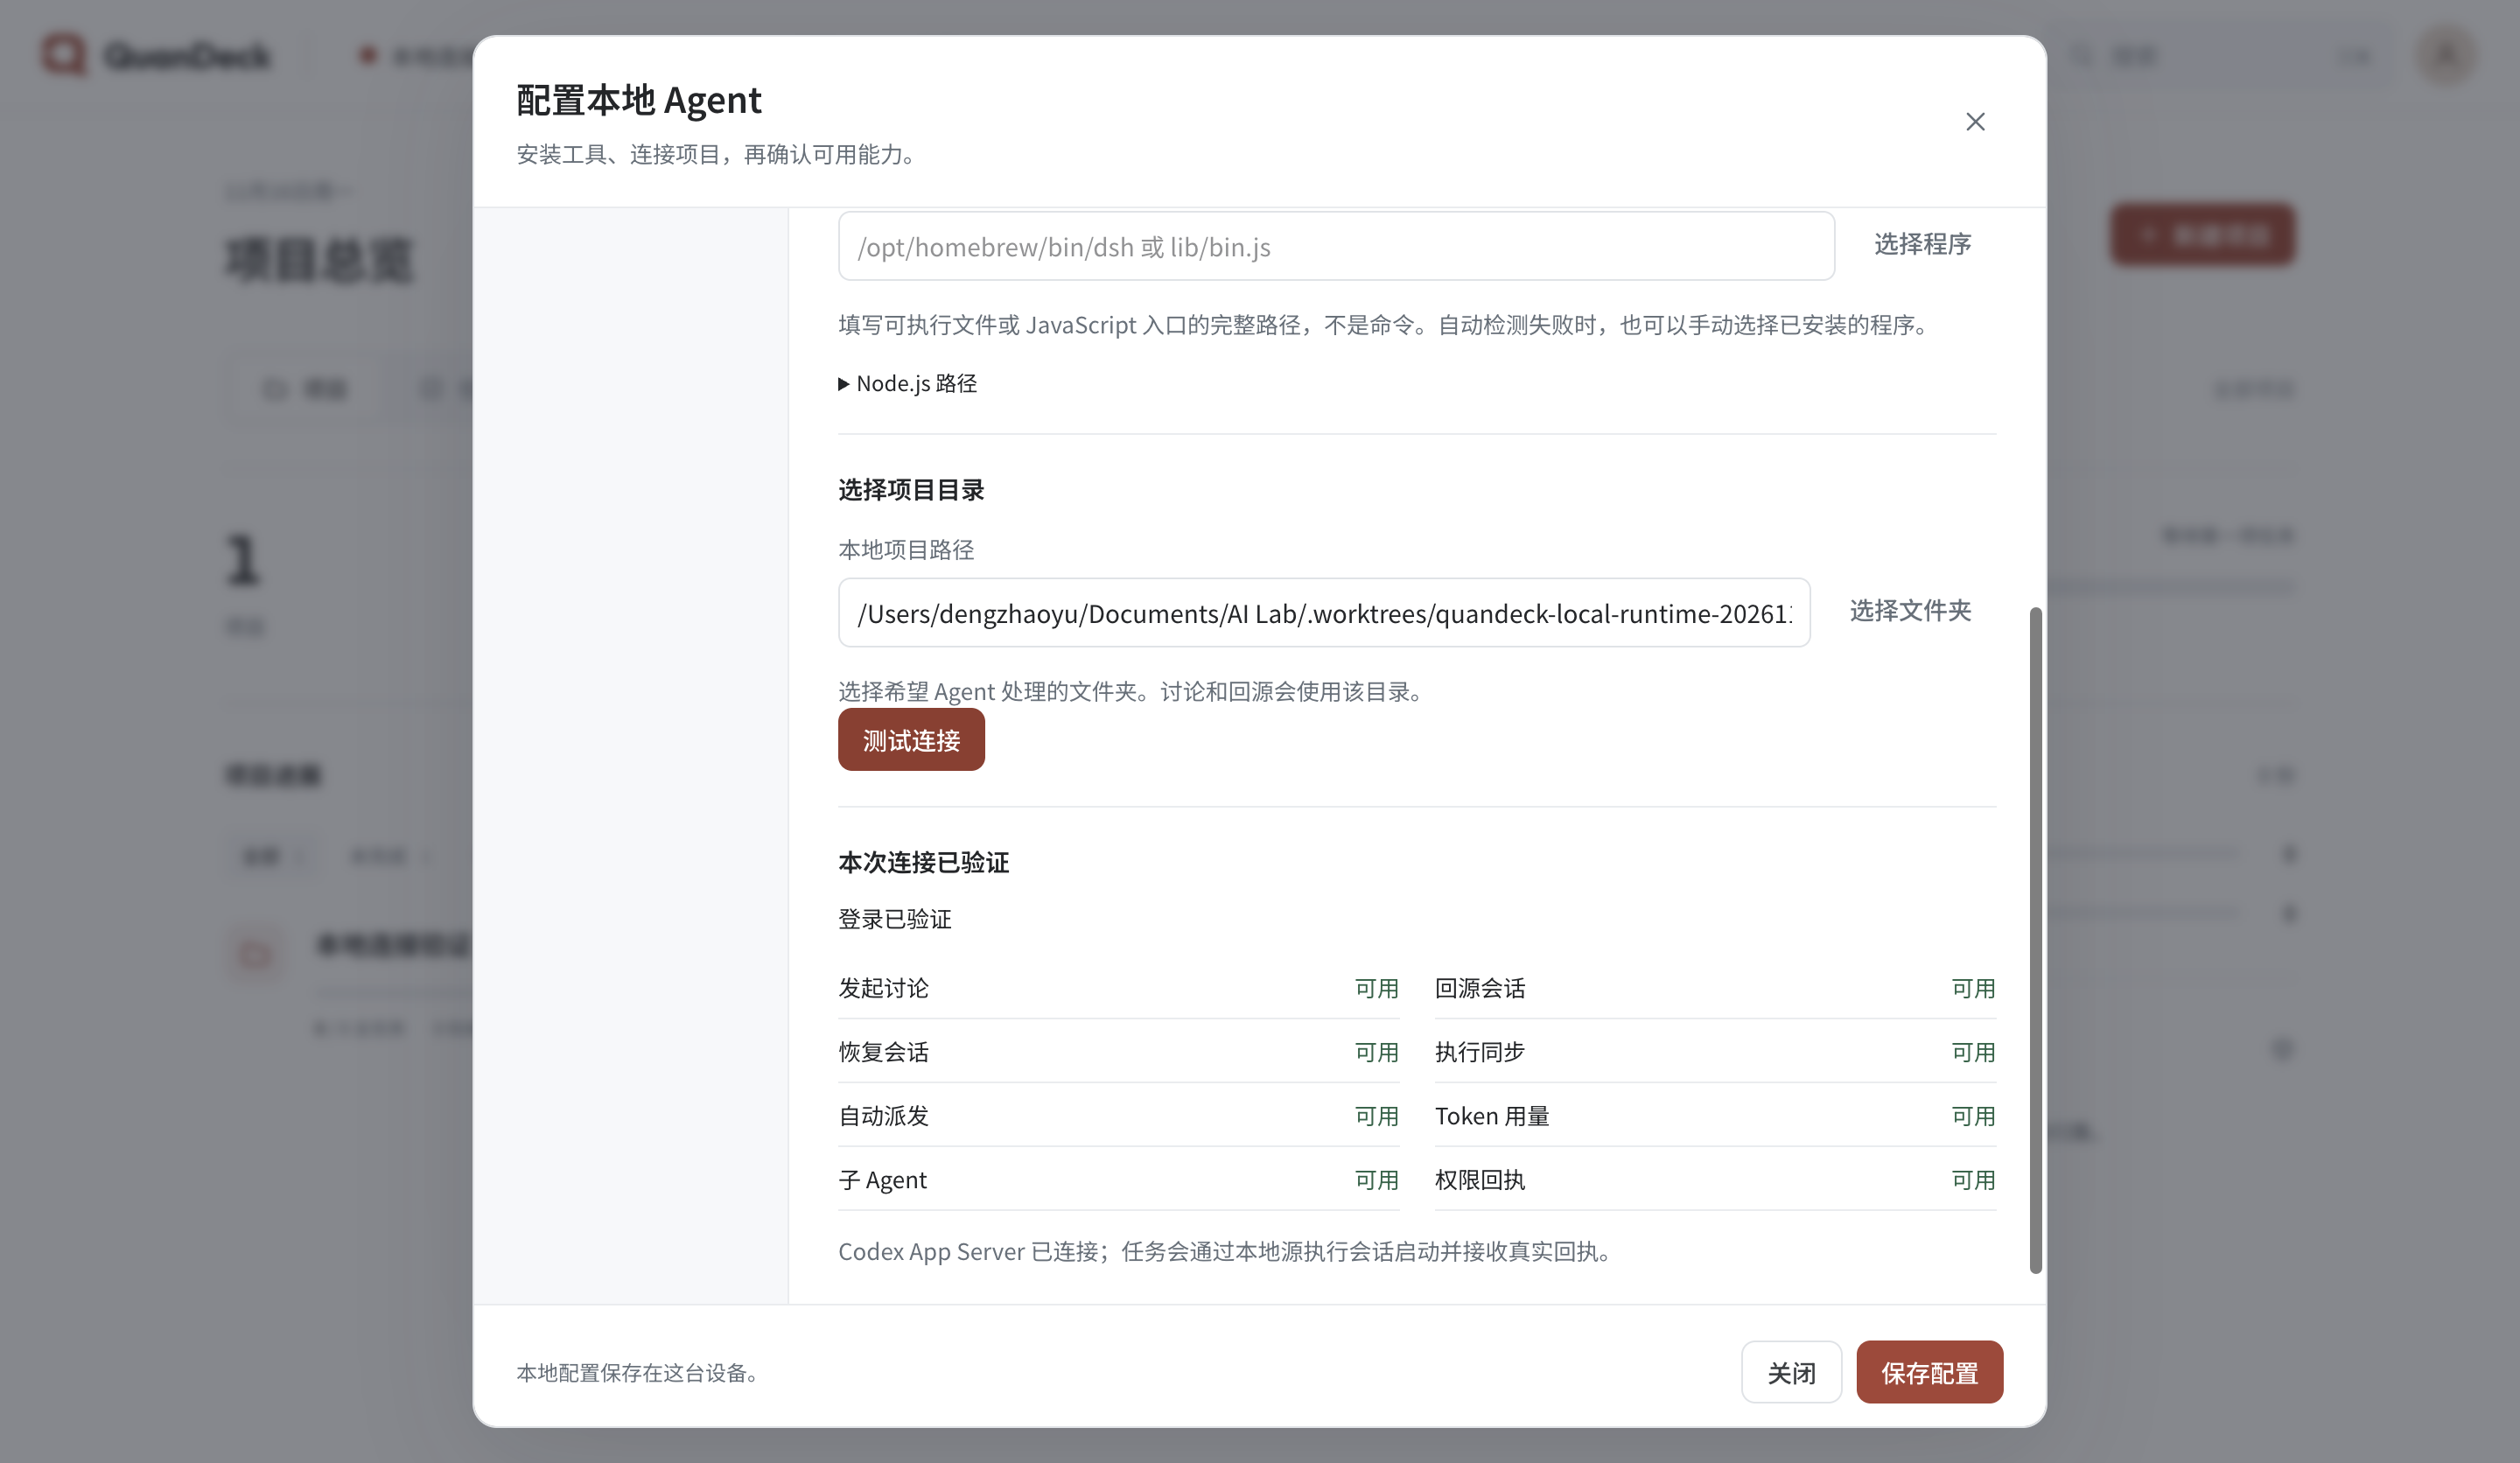 QuanDeck
配置本地 Agent
安装工具、连接项目，再确认可用能力。
项目总览
/opt/homebrew/bin/dsh 或 lib/bin.js
选择程序
填写可执行文件或 JavaScript 入口的完整路径，不是命令。自动检测失败时，也可以手动选择已安装的程序。
Node.js 路径
选择项目目录
本地项目路径
/Users/dengzhaoyu/Documents/AI Lab/.worktrees/quandeck-local-runtime-20261
选择文件夹
选择希望 Agent 处理的文件夹。讨论和回源会使用该目录。
测试连接
1
本次连接已验证
登录已验证
发起讨论 可用 回源会话 可用
恢复会话 可用 执行同步 可用
自动派发 可用 Token 用量 可用
子 Agent 可用 权限回执 可用
Codex App Server 已连接；任务会通过本地源执行会话启动并接收真实回执。
本地配置保存在这台设备。
关闭
保存配置